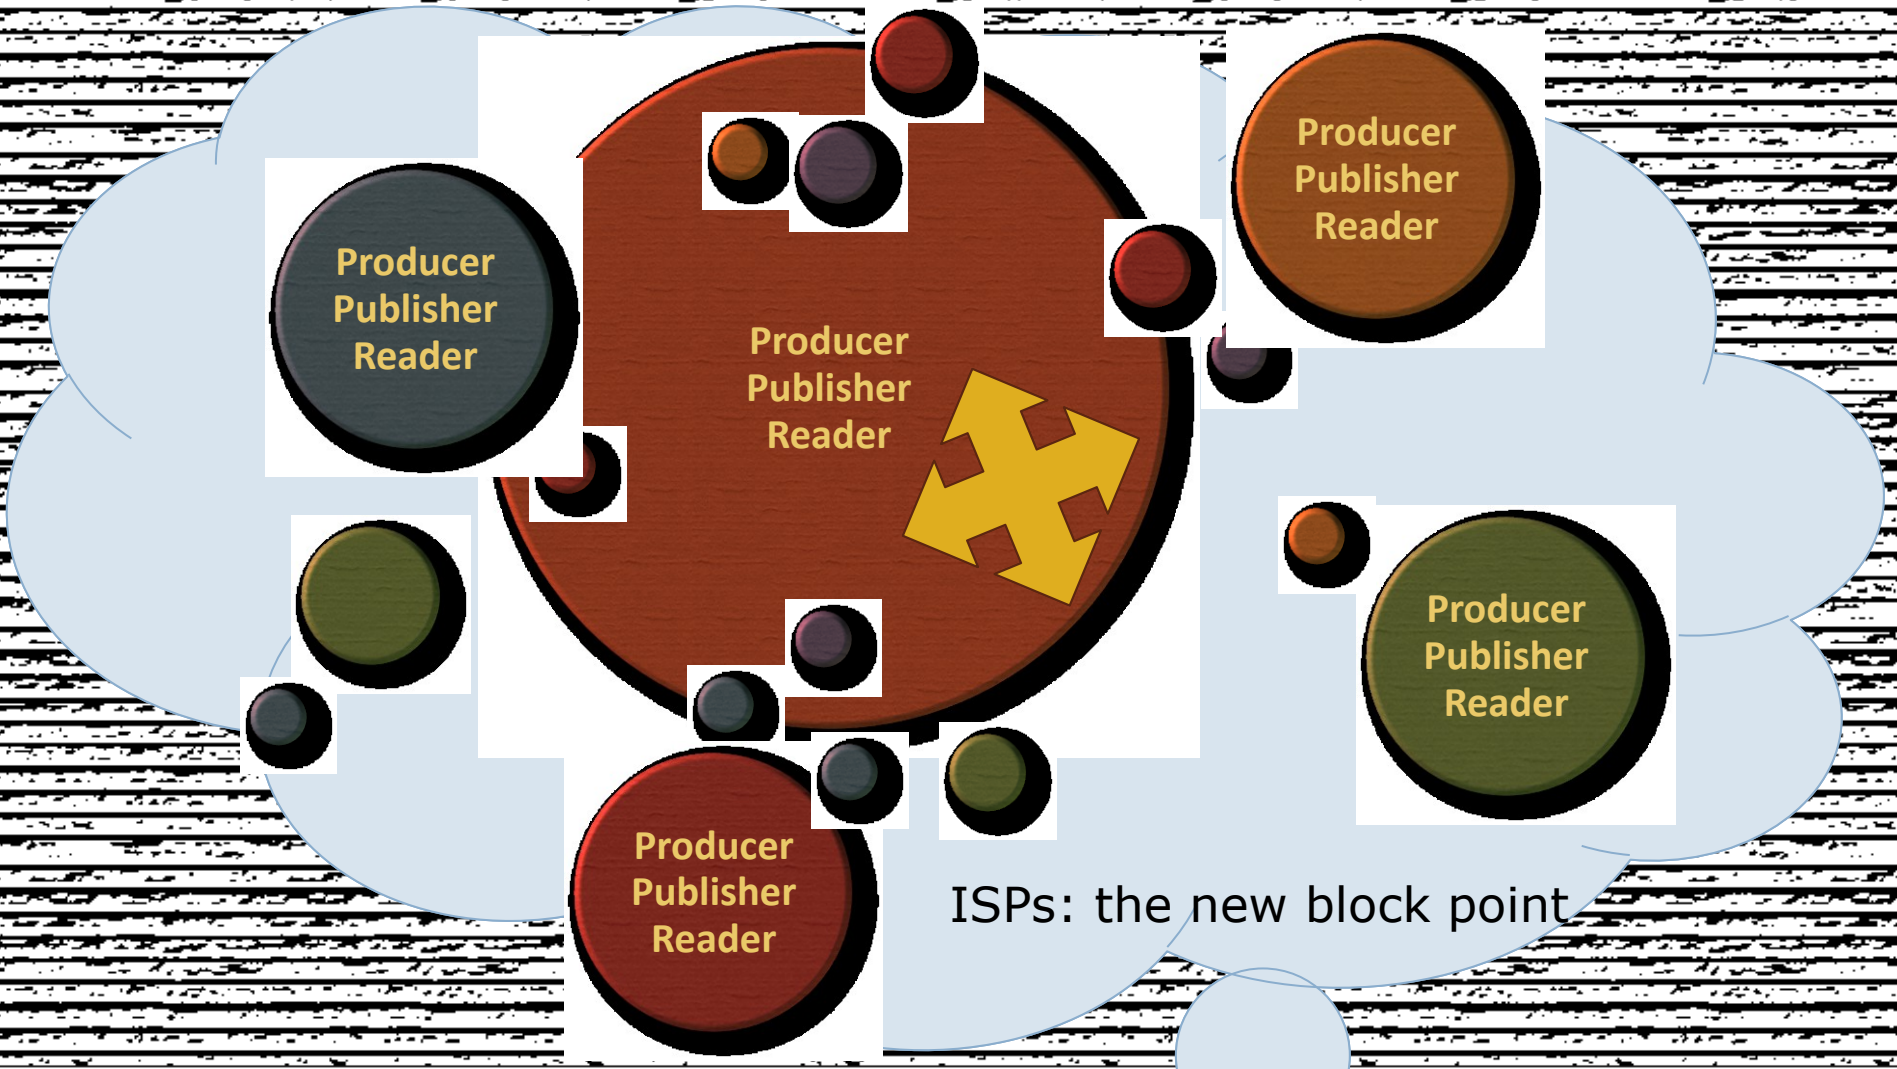 Producer
Publisher
Reader
Producer
Publisher
Reader
Producer
Publisher
Reader
Producer
Publisher
Reader
Producer
Publisher
Reader
ISPs: the new block point